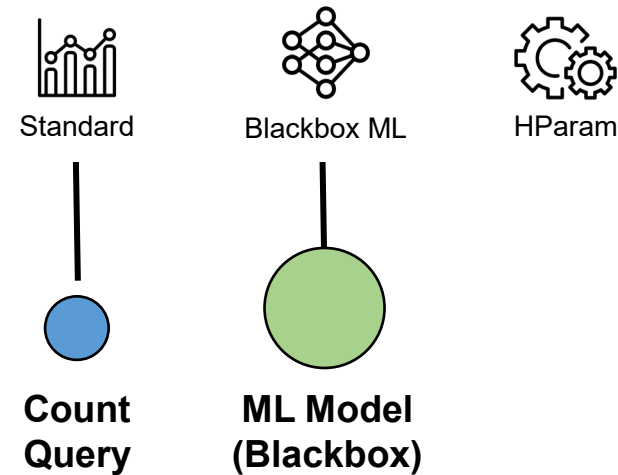 Standard
Blackbox ML
HParam
Count
Query
ML Model
(Blackbox)